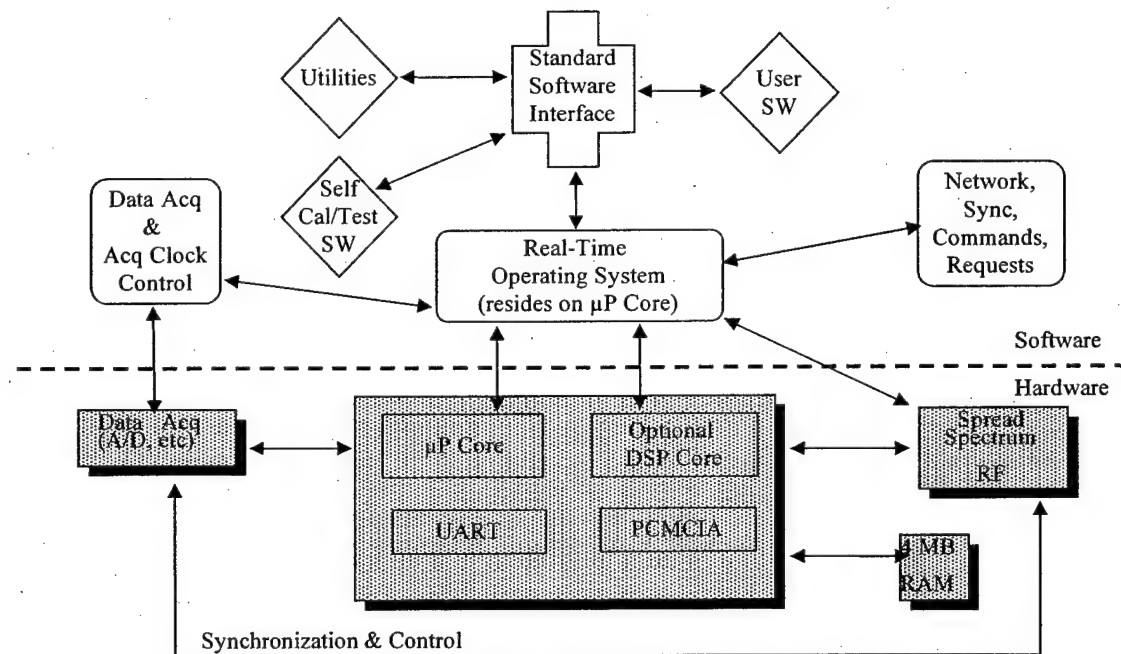 Utilities
Standard
Software
Interface
User
SW
Self
Cal/Test
SW
Data Acq
&
Acq Clock
Control
Real-Time
Operating System
(resides on µP Core)
Network,
Sync,
Commands,
Requests
Software
Hardware
Data Acq
(A/D, etc)
µP Core
Optional
DSP Core
UART
PCMCIA
Spread
Spectrum
RF
4 MB
RAM
Synchronization & Control